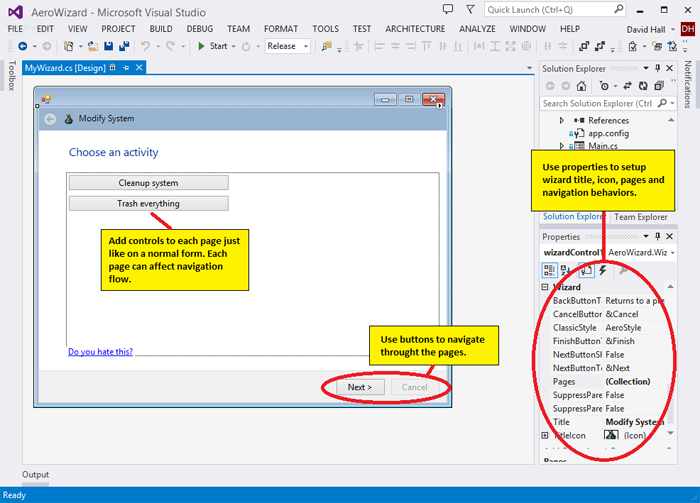 AeroWizard - Microsoft Visual Studio
Quick Launch (Ctrl+Q)
FILE EDIT VIEW PROJECT BUILD DEBUG TEAM FORMAT TOOLS TEST ARCHITECTURE ANALYZE WINDOW HELP
David Hall DH
Start Release
Toolbox
MyWizard.cs [Design]
Modify System
Choose an activity
Cleanup system
Trash everything
Add controls to each page just
like on a normal form. Each
page can affect navigation
flow.
Do you hate this?
Use buttons to navigate
throught the pages.
Next >
Cancel
Solution Explorer
Search Solution Explorer (Ctrl
References
app.config
Main.cs
Use properties to setup
wizard title, icon, pages and
navigation behaviors.
Solution Explorer Team Explorer
Properties
wizardControl1 AeroWizard.Wiz
Wizard
BackButtonT Returns to a pre
CancelButton &Cancel
ClassicStyle AeroStyle
FinishButtonT &Finish
NextButtonSh False
NextButtonTe &Next
Pages (Collection)
SuppressPare False
SuppressPare False
Title Modify System
TitleIcon (Icon)
Pages
Notifications
Output
Ready